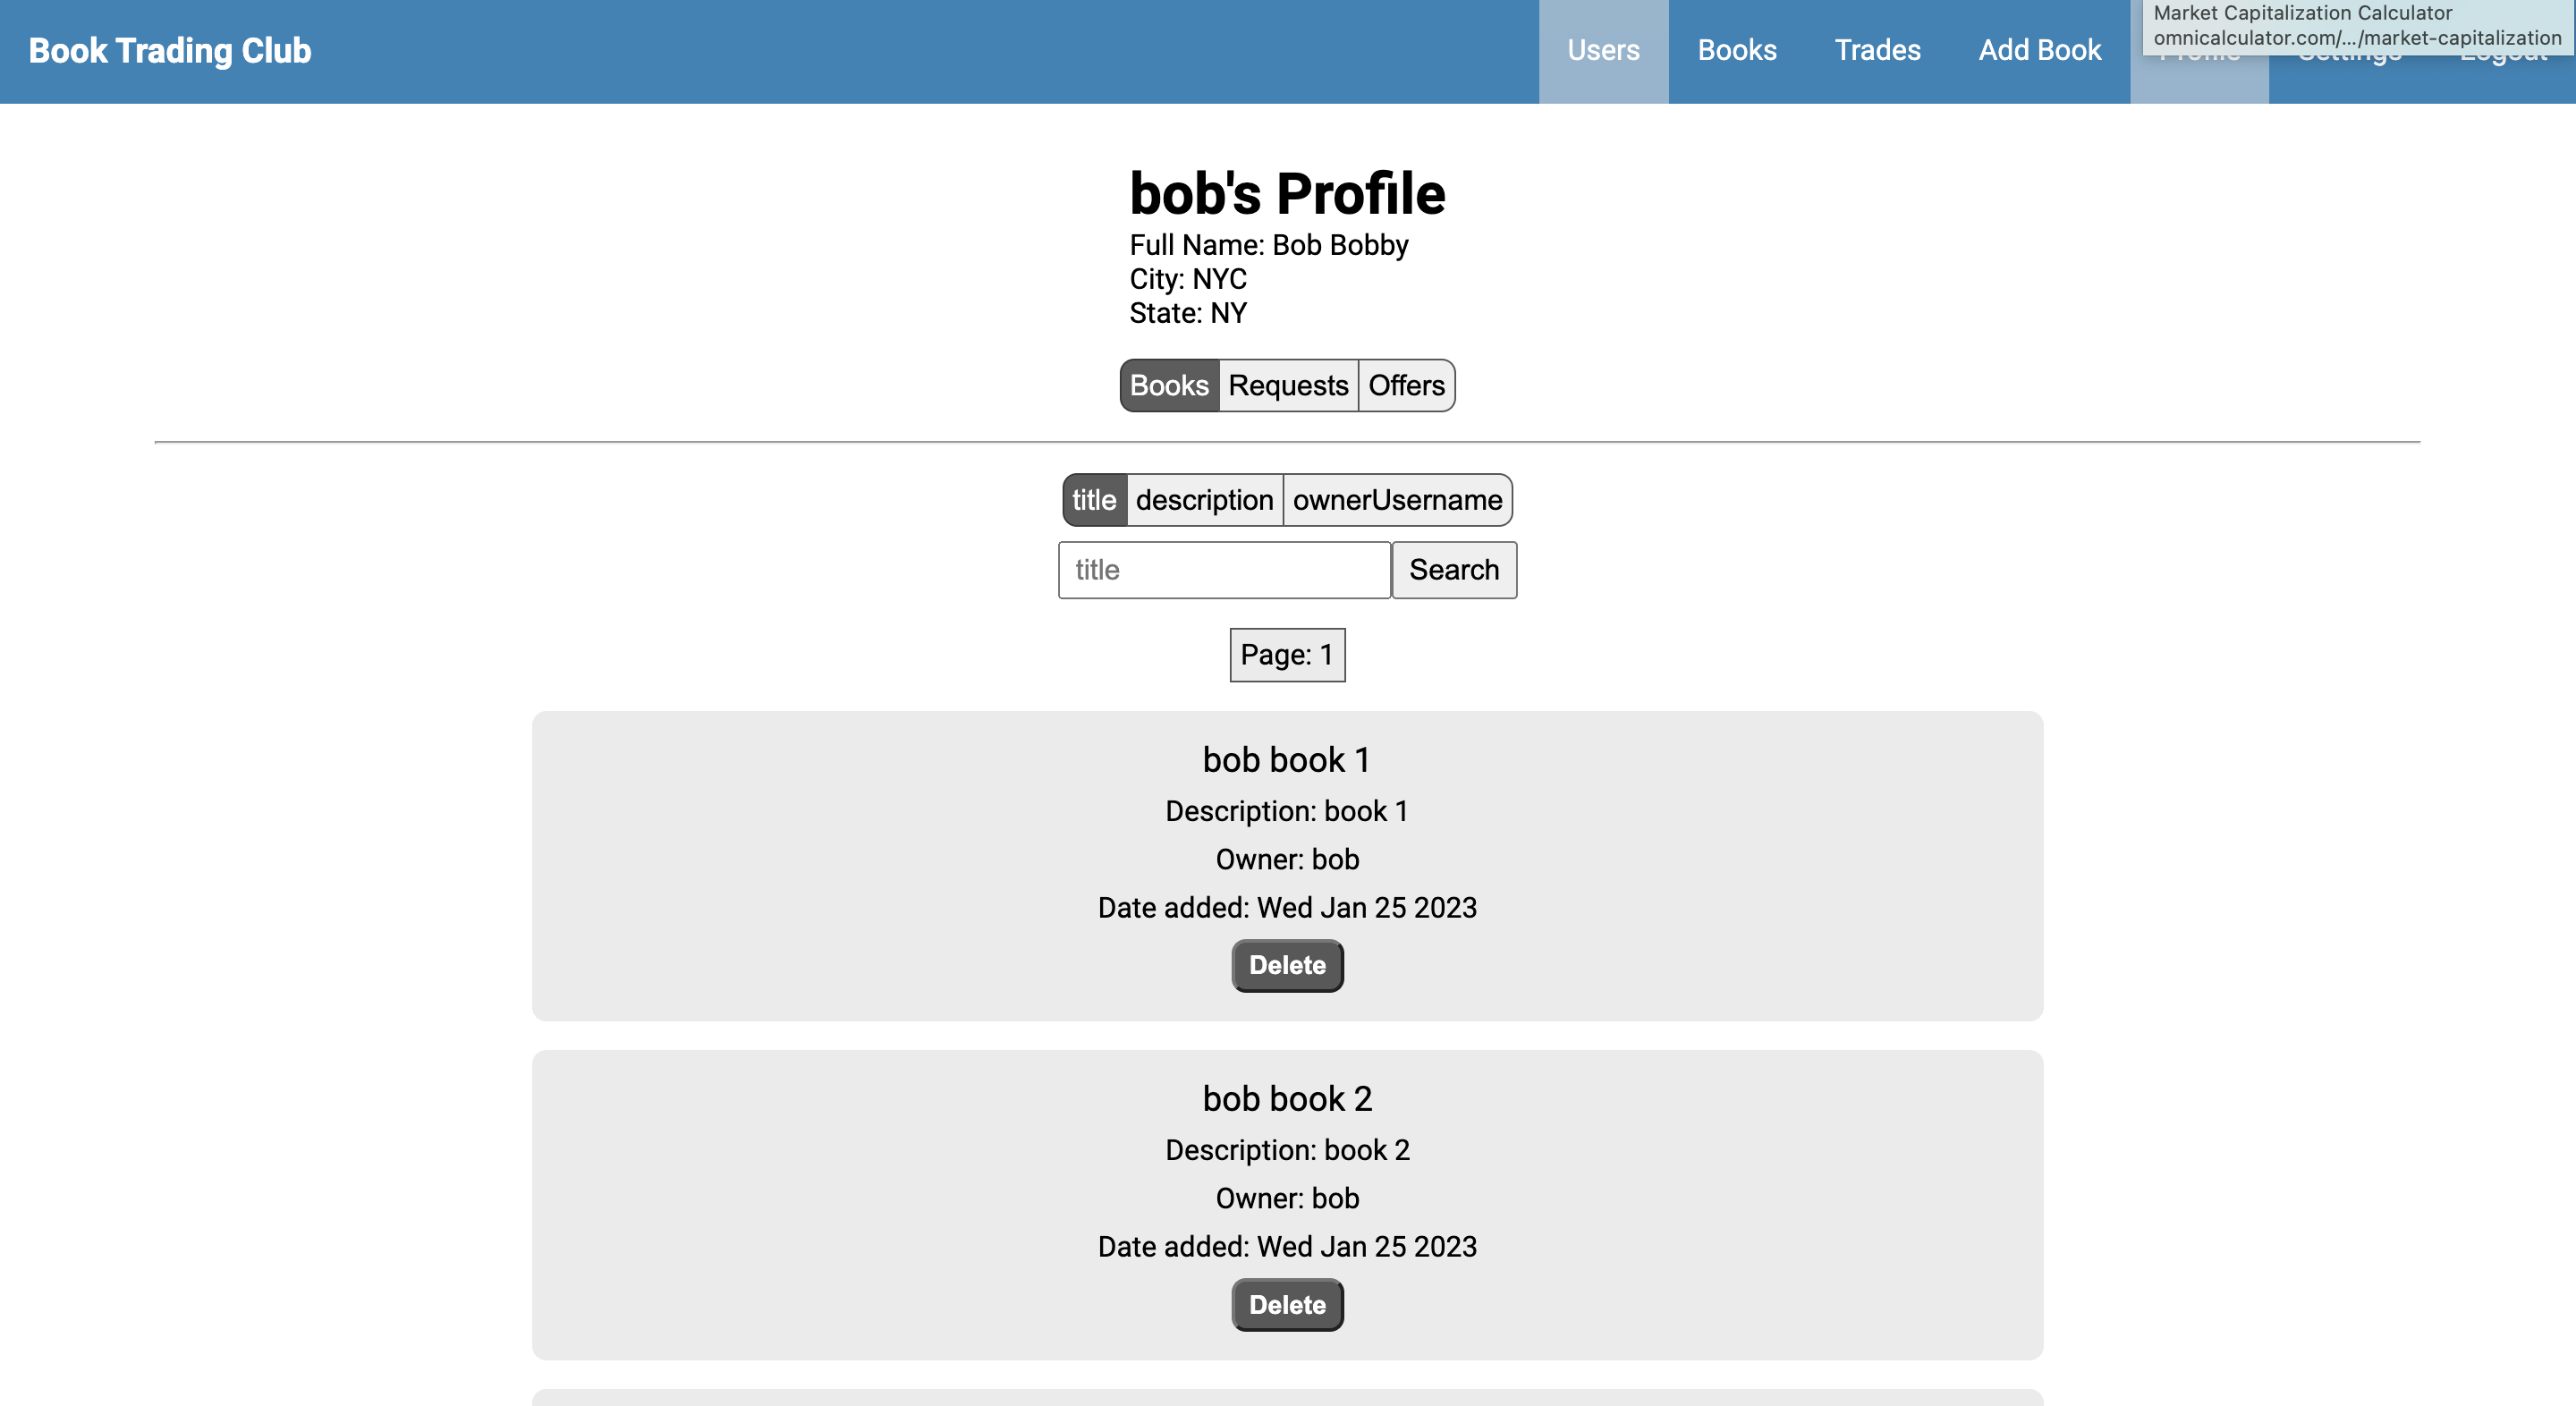 Book Trading Club
Users Books Trades Add Book Profile Settings Logout
Market Capitalization Calculator
omnicalculator.com/.../market-capitalization
bob's Profile
Full Name: Bob Bobby
City: NYC
State: NY
Books Requests Offers
title description ownerUsername
title Search
Page: 1
bob book 1
Description: book 1
Owner: bob
Date added: Wed Jan 25 2023
Delete
bob book 2
Description: book 2
Owner: bob
Date added: Wed Jan 25 2023
Delete